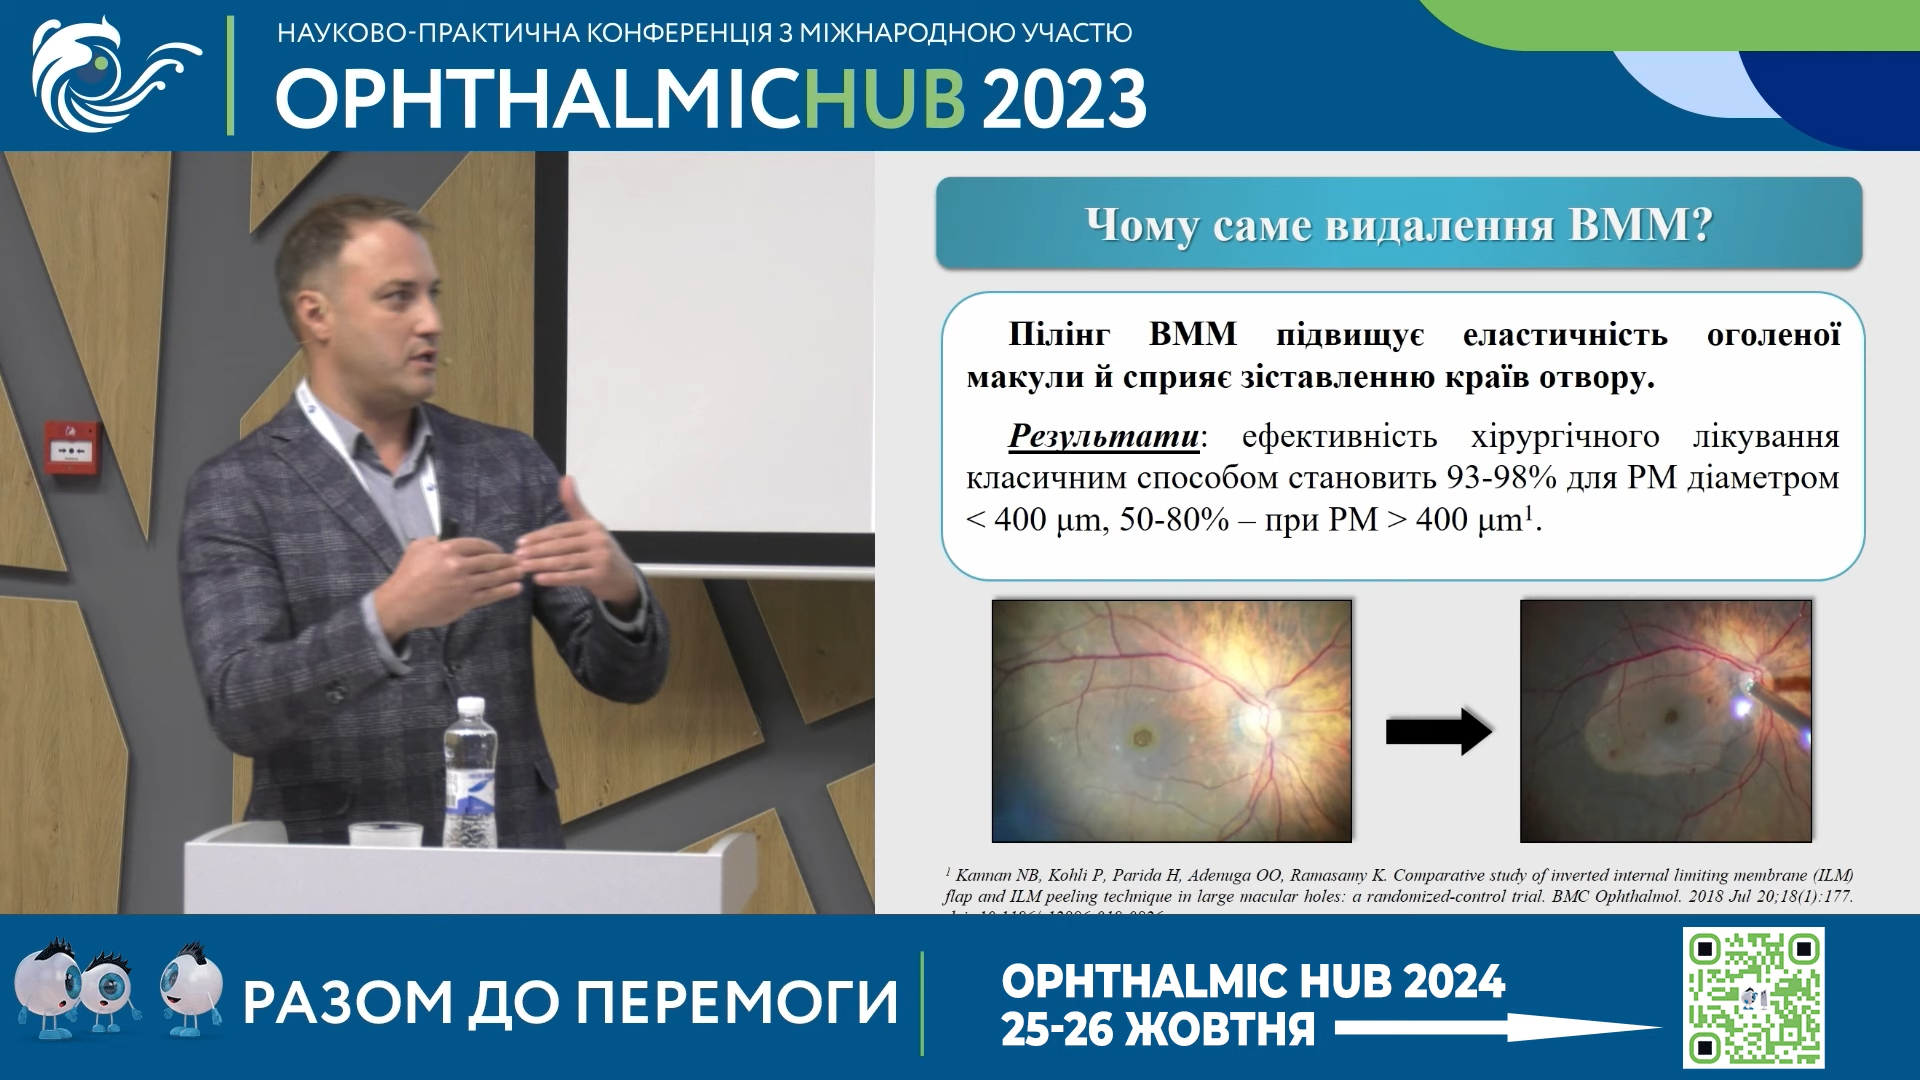 НАУКОВО-ПРАКТИЧНА КОНФЕРЕНЦІЯ З МІЖНАРОДНОЮ УЧАСТЮ
OPHTHALMICHUB 2023
Чому саме видалення ВММ?
Пілінг ВММ підвищує еластичність оголеної
макули й сприяє зіставленню країв отвору.
Результати: ефективність хірургічного лікування
класичним способом становить 93-98% для РМ діаметром
< 400 μm, 50-80% – при РМ > 400 μm¹.
¹ Kannan NB, Kohli P, Parida H, Adenuga OO, Ramasamy K. Comparative study of inverted internal limiting membrane (ILM)
flap and ILM peeling technique in large macular holes: a randomized-control trial. BMC Ophthalmol. 2018 Jul 20;18(1):177.
РАЗОМ ДО ПЕРЕМОГИ
OPHTHALMIC HUB 2024
25-26 ЖОВТНЯ